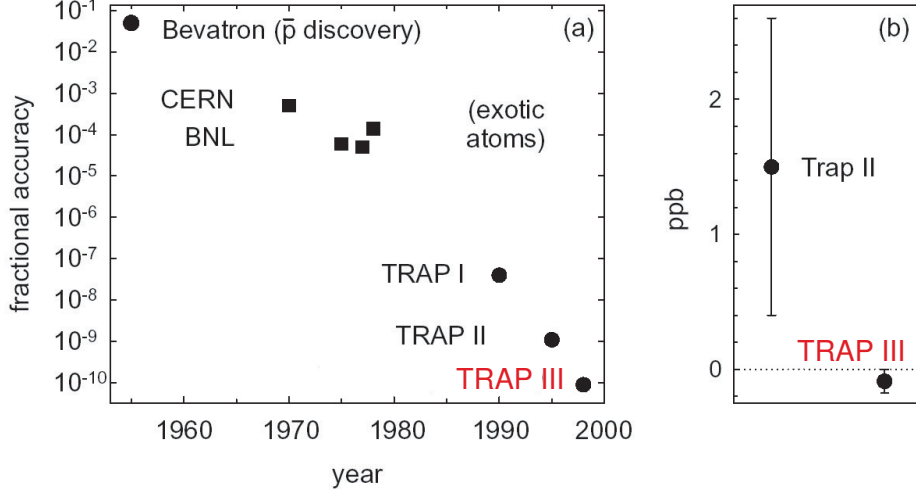 (a)
fractional accuracy
10⁻¹
10⁻²
10⁻³
10⁻⁴
10⁻⁵
10⁻⁶
10⁻⁷
10⁻⁸
10⁻⁹
10⁻¹⁰
Bevatron (p̅ discovery)
CERN
BNL
(exotic
atoms)
TRAP I
TRAP II
TRAP III
1960 1970 1980 1990 2000
year
(b)
ppb
2
1
0
Trap II
TRAP III